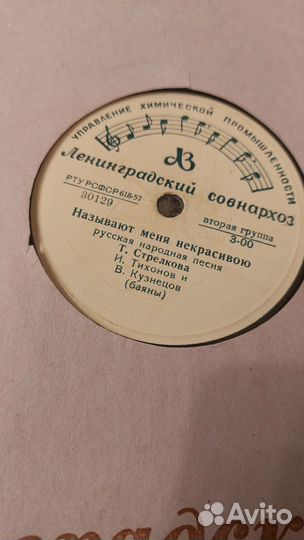 УПРАВЛЕНИЕ ХИМИЧЕСКОЙ ПРОМЫШЛЕННОСТИ
ЛВ
Ленинградский совнархоз
РТУ РСФСР 618-57
30129
вторая группа
3-00
Называют меня некрасивою
русская народная песня
Т. Стрелкова
И. Тихонов и
В. Кузнецов
(баяны)
Avito